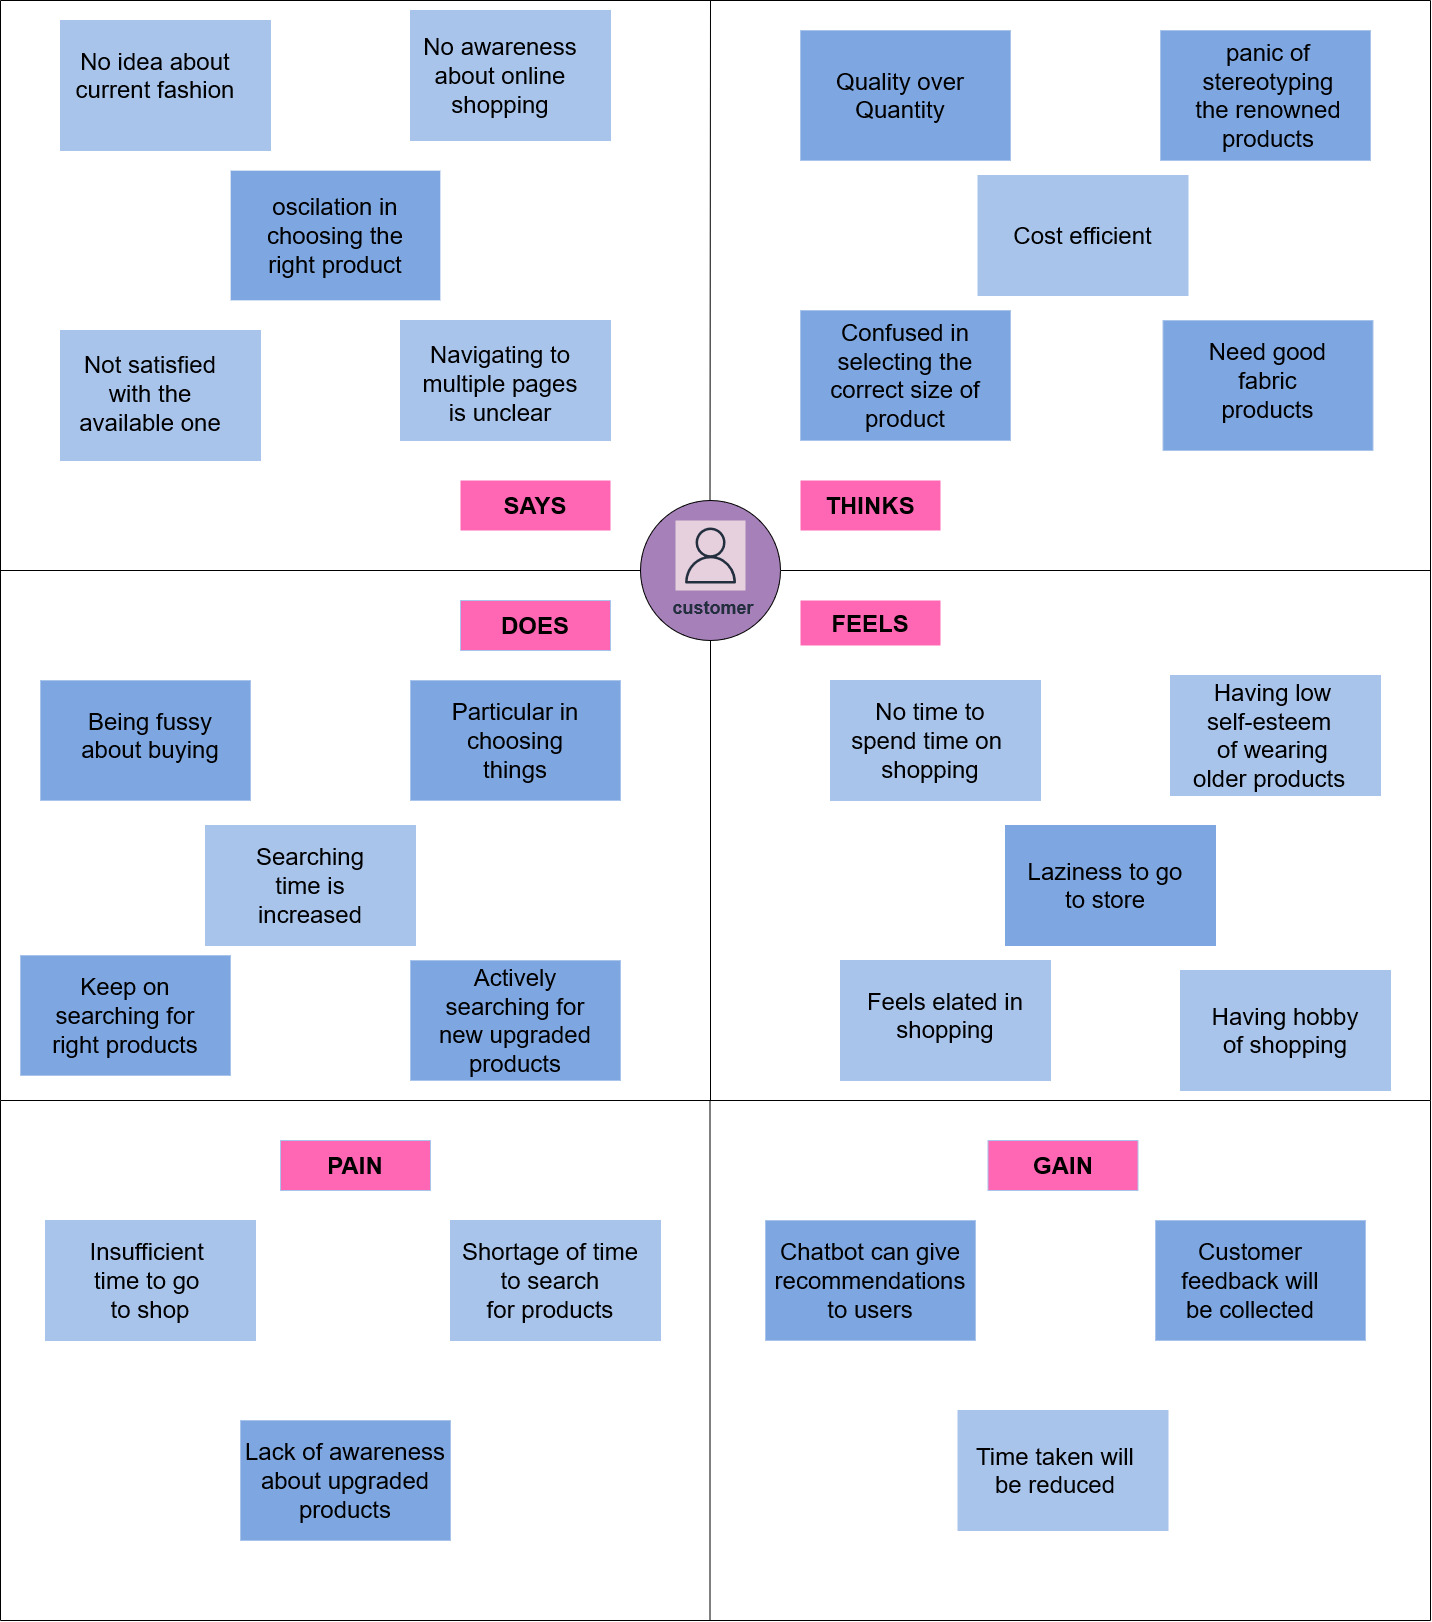 No idea about
current fashion
No awareness
about online
shopping
oscilation in
choosing the
right product
Not satisfied
with the
available one
Navigating to
multiple pages
is unclear
SAYS
Quality over
Quantity
panic of
stereotyping
the renowned
products
Cost efficient
Confused in
selecting the
correct size of
product
Need good
fabric
products
THINKS
customer
DOES
Being fussy
about buying
Particular in
choosing
things
Searching
time is
increased
Keep on
searching for
right products
Actively
searching for
new upgraded
products
FEELS
No time to
spend time on
shopping
Having low
self-esteem
of wearing
older products
Laziness to go
to store
Feels elated in
shopping
Having hobby
of shopping
PAIN
Insufficient
time to go
to shop
Shortage of time
to search
for products
Lack of awareness
about upgraded
products
GAIN
Chatbot can give
recommendations
to users
Customer
feedback will
be collected
Time taken will
be reduced